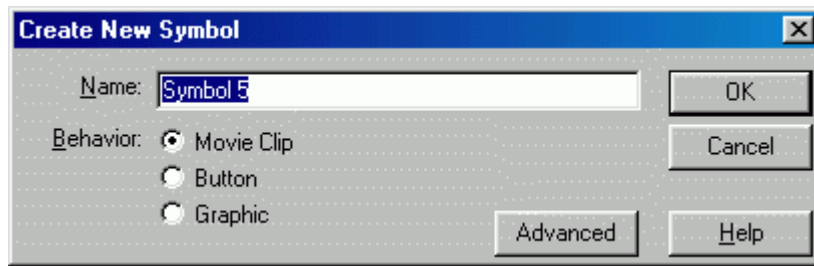 Create New Symbol
Name: Symbol 5 OK
Behavior: Movie Clip Cancel
Button
Graphic
Advanced Help